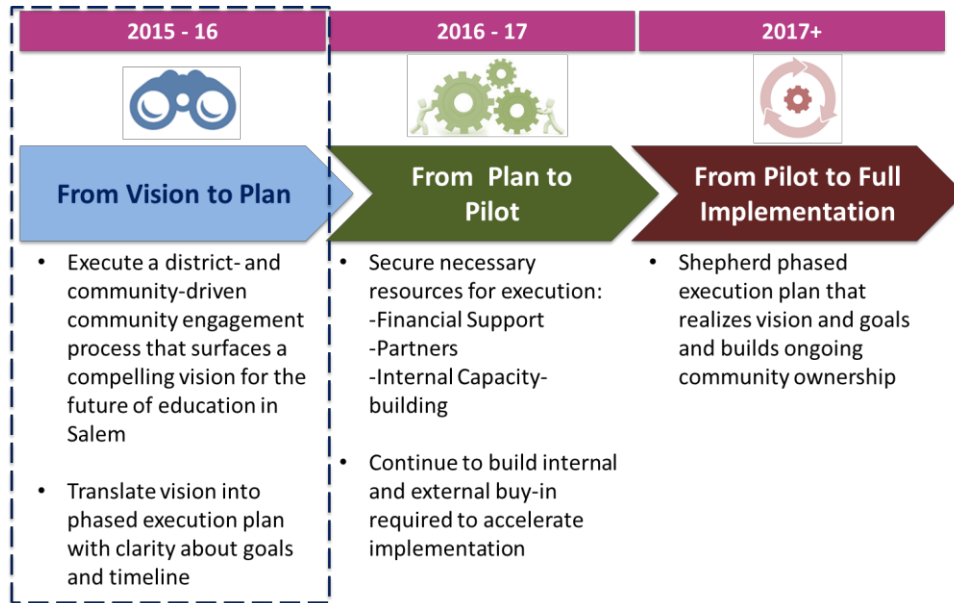 2015 - 16
2016 - 17
2017+
From Vision to Plan
From Plan to
Pilot
From Pilot to Full
Implementation
• Execute a district- and
community-driven
community engagement
process that surfaces a
compelling vision for the
future of education in
Salem
• Translate vision into
phased execution plan
with clarity about goals
and timeline
• Secure necessary
resources for execution:
-Financial Support
-Partners
-Internal Capacity-
building
• Continue to build internal
and external buy-in
required to accelerate
implementation
• Shepherd phased
execution plan that
realizes vision and goals
and builds ongoing
community ownership